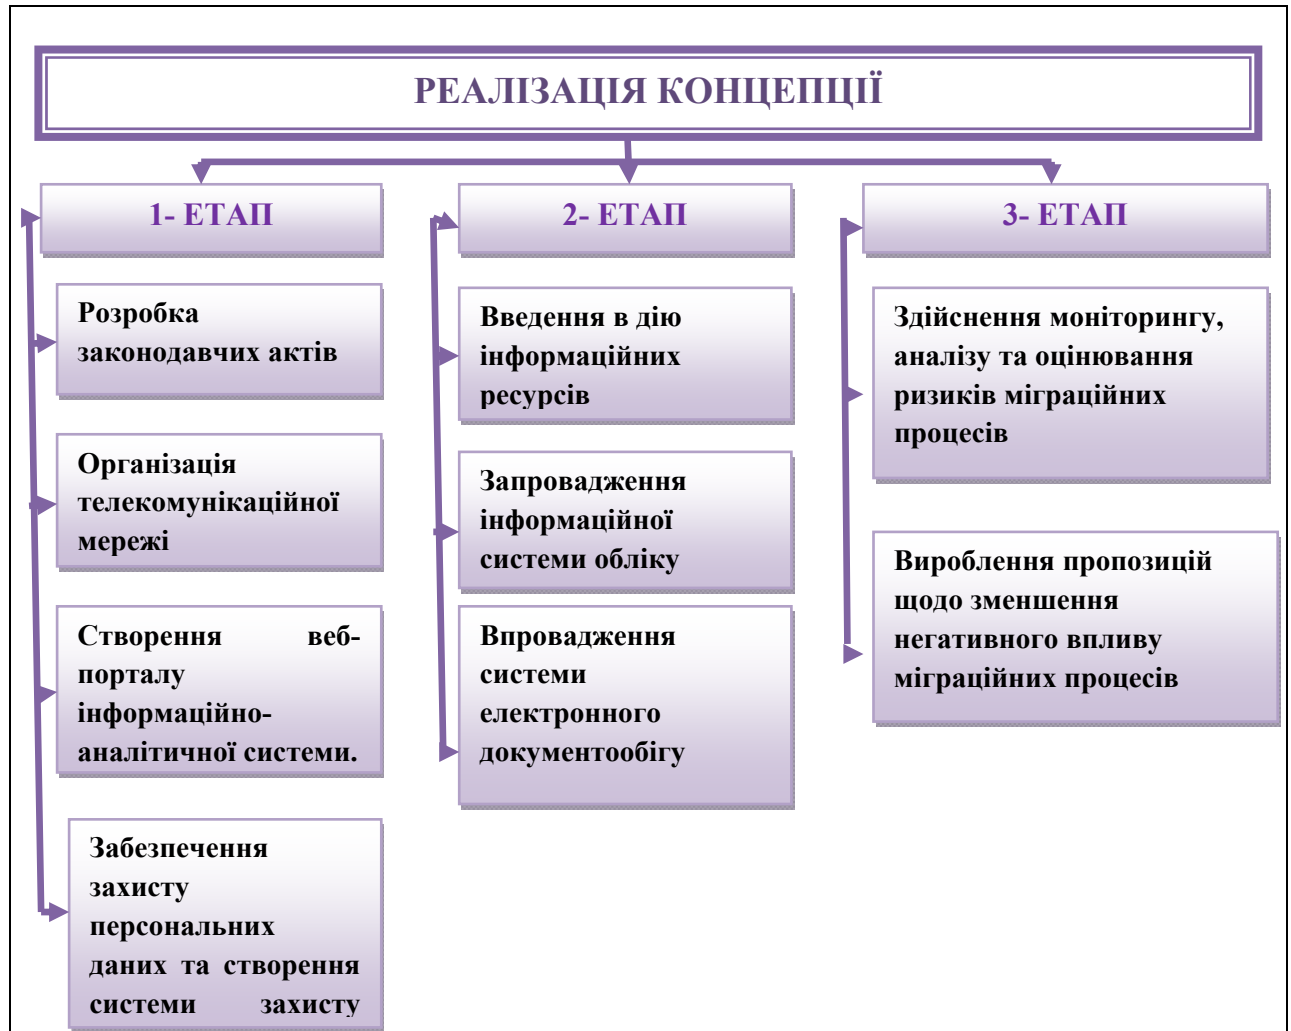 РЕАЛІЗАЦІЯ КОНЦЕПЦІЇ
1- ЕТАП
Розробка
законодавчих актів
Організація
телекомунікаційної
мережі
Створення веб-
порталу
інформаційно-
аналітичної системи.
Забезпечення
захисту
персональних
даних та створення
системи захисту
2- ЕТАП
Введення в дію
інформаційних
ресурсів
Запровадження
інформаційної
системи обліку
Впровадження
системи
електронного
документообігу
3- ЕТАП
Здійснення моніторингу,
аналізу та оцінювання
ризиків міграційних
процесів
Вироблення пропозицій
щодо зменшення
негативного впливу
міграційних процесів